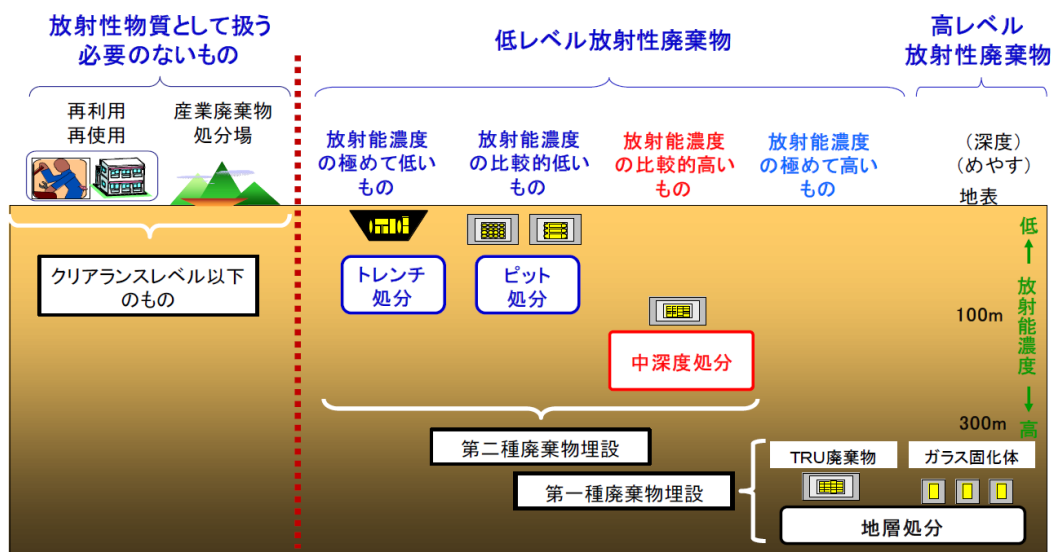 放射性物質として扱う
必要のないもの
低レベル放射性廃棄物
高レベル
放射性廃棄物
再利用
再使用
産業廃棄物
処分場
放射能濃度
の極めて低い
もの
放射能濃度
の比較的低い
もの
放射能濃度
の比較的高い
もの
放射能濃度
の極めて高い
もの
（深度）
（めやす）
地表
クリアランスレベル以下
のもの
トレンチ
処分
ピット
処分
中深度処分
低
放射能濃度
高
100m
300m
第二種廃棄物埋設
第一種廃棄物埋設
TRU廃棄物
ガラス固化体
地層処分